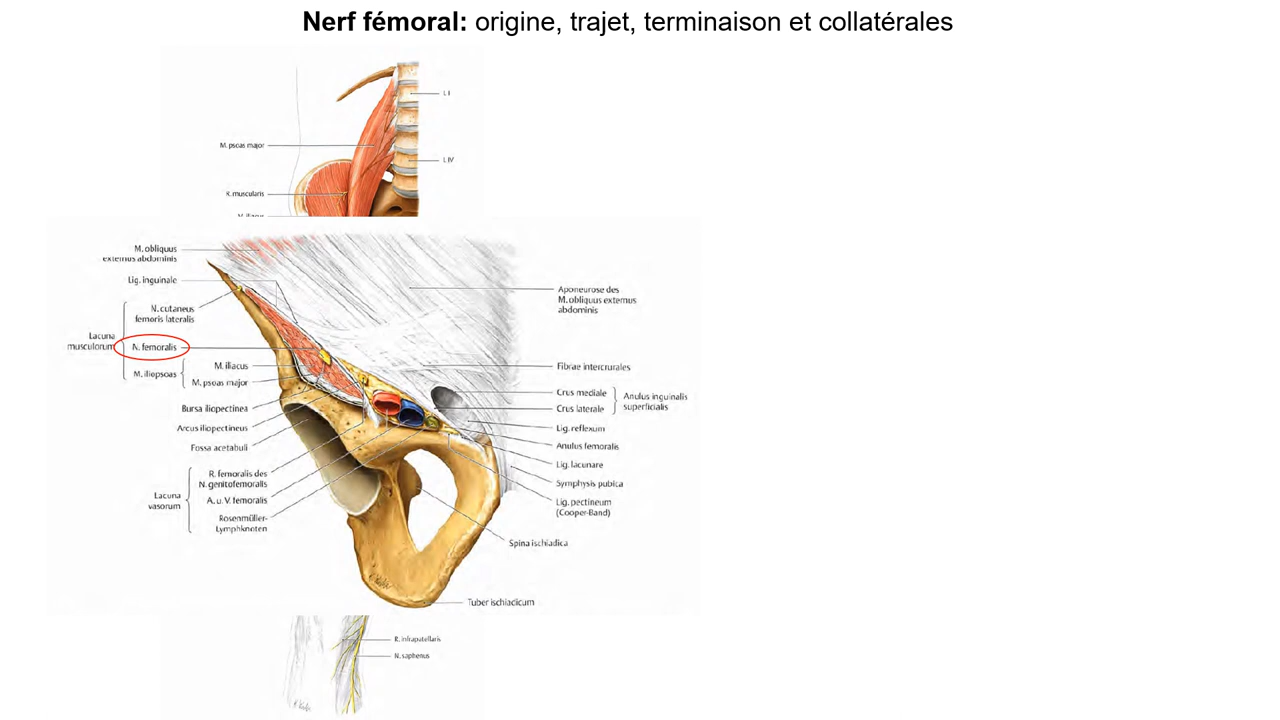 Nerf fémoral: origine, trajet, terminaison et collatérales
L II
M. psoas major
L IV
R. muscularis
M. iliacus
M. obliquus
externus abdominis
Lig. inguinale
N. cutaneus
femoris lateralis
Lacuna
musculorum
N. femoralis
M. iliacus
M. iliopsoas
M. psoas major
Bursa iliopectinea
Arcus iliopectineus
Fossa acetabuli
R. femoralis des
N. genitofemoralis
Lacuna
vasorum
A. u. V. femoralis
Rosenmüller-
Lymphknoten
Aponeurose des
M. obliquus externus
abdominis
Fibrae intercrurales
Crus mediale
Crus laterale
Anulus inguinalis
superficialis
Lig. reflexum
Anulus femoralis
Lig. lacunare
Symphysis pubica
Lig. pectineum
(Cooper-Band)
Spina ischiadica
Tuber ischiadicum
R. infrapatellaris
N. saphenus